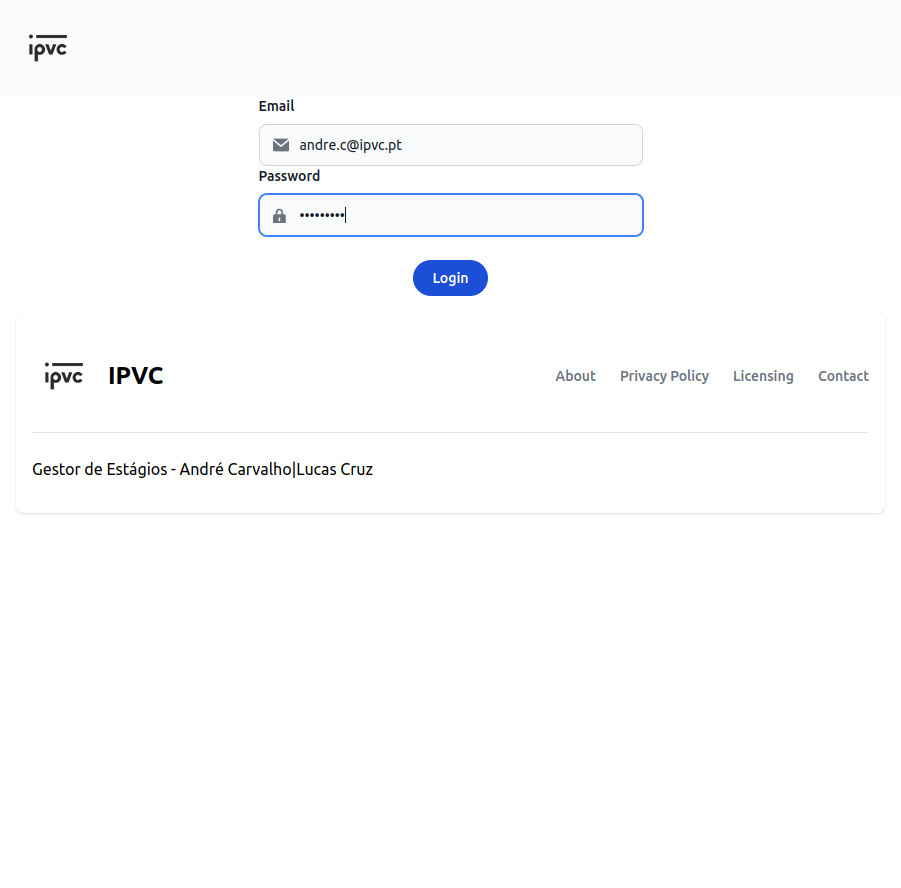 ipvc
Email
andre.c@ipvc.pt
Password
•••••••••
Login
ipvc IPVC
About Privacy Policy Licensing Contact
Gestor de Estágios - André Carvalho|Lucas Cruz